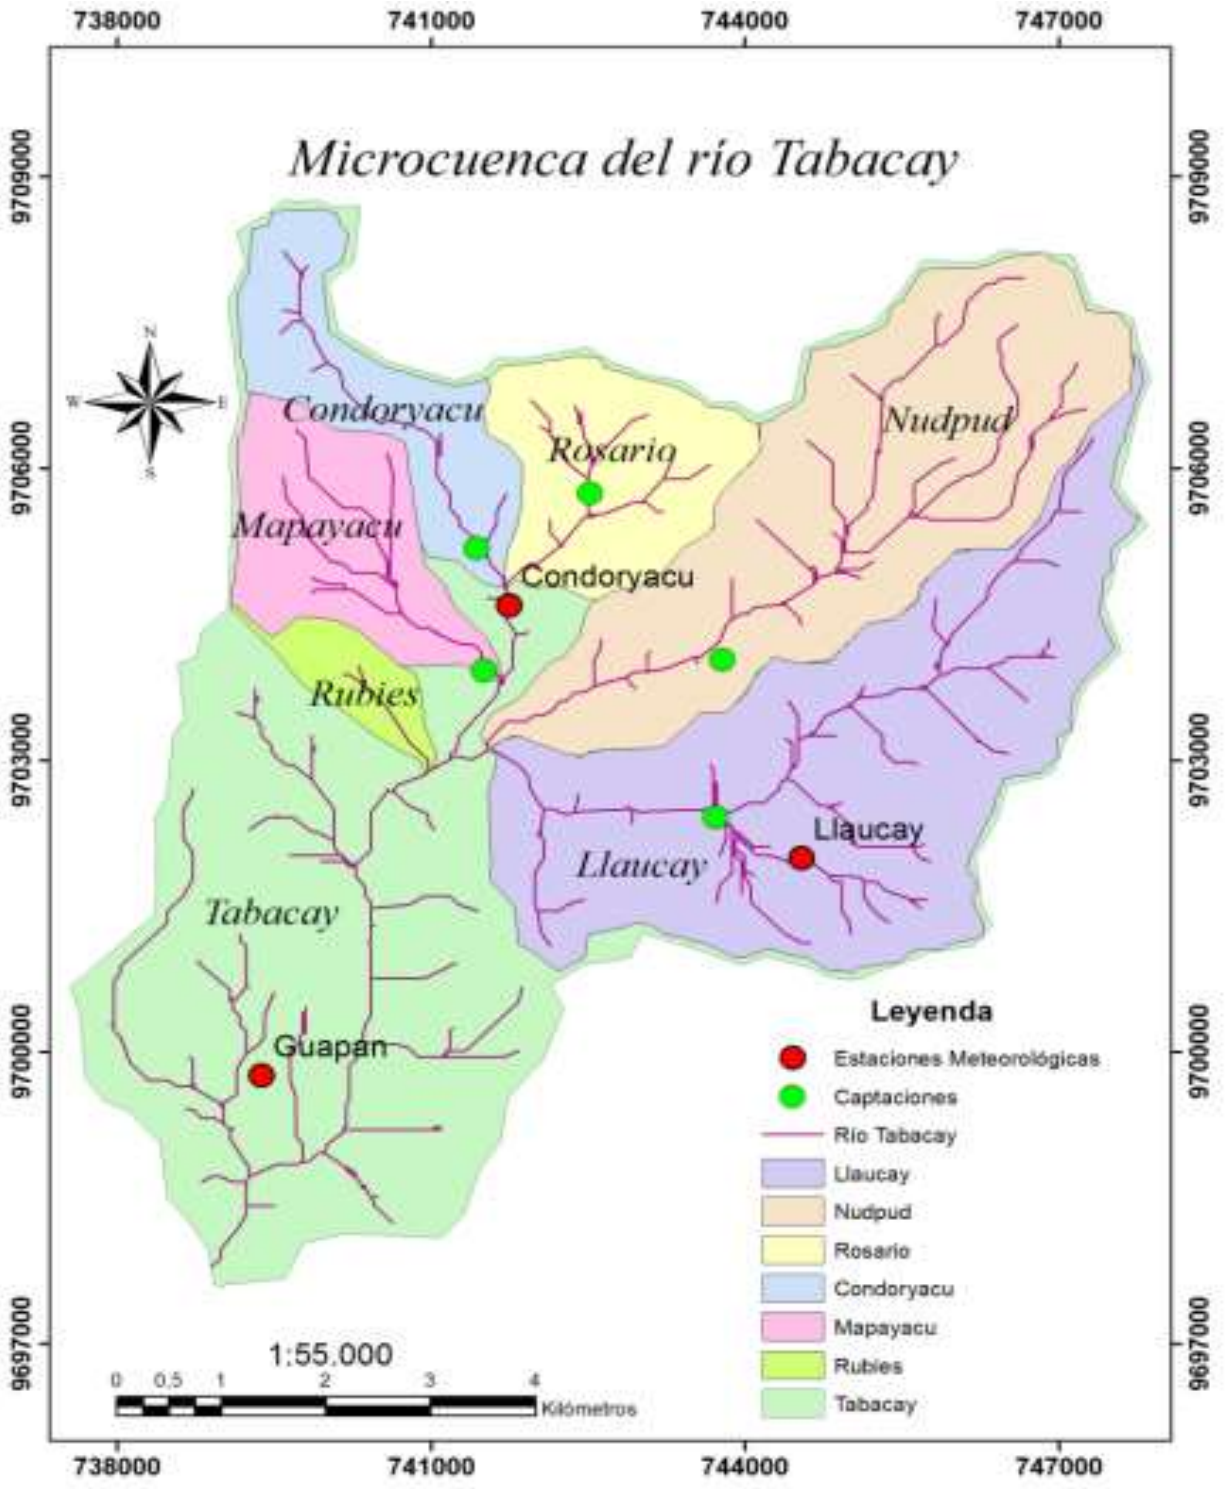 738000 741000 744000 747000
9709000 9709000
Microcuenca del río Tabacay
N
W E
S
Condoryacu
Nudpud
Rosario
9706000 9706000
Mapayacu
Condoryacu
Rubies
9703000 9703000
Llaucay
Llaucay
Tabacay
Leyenda
Guapan
9700000 9700000
Estaciones Meteorológicas
Captaciones
Río Tabacay
Llaucay
Nudpud
Rosario
Condoryacu
Mapayacu
Rubies
Tabacay
9697000 9697000
1:55.000
0 0,5 1 2 3 4
Kilómetros
738000 741000 744000 747000